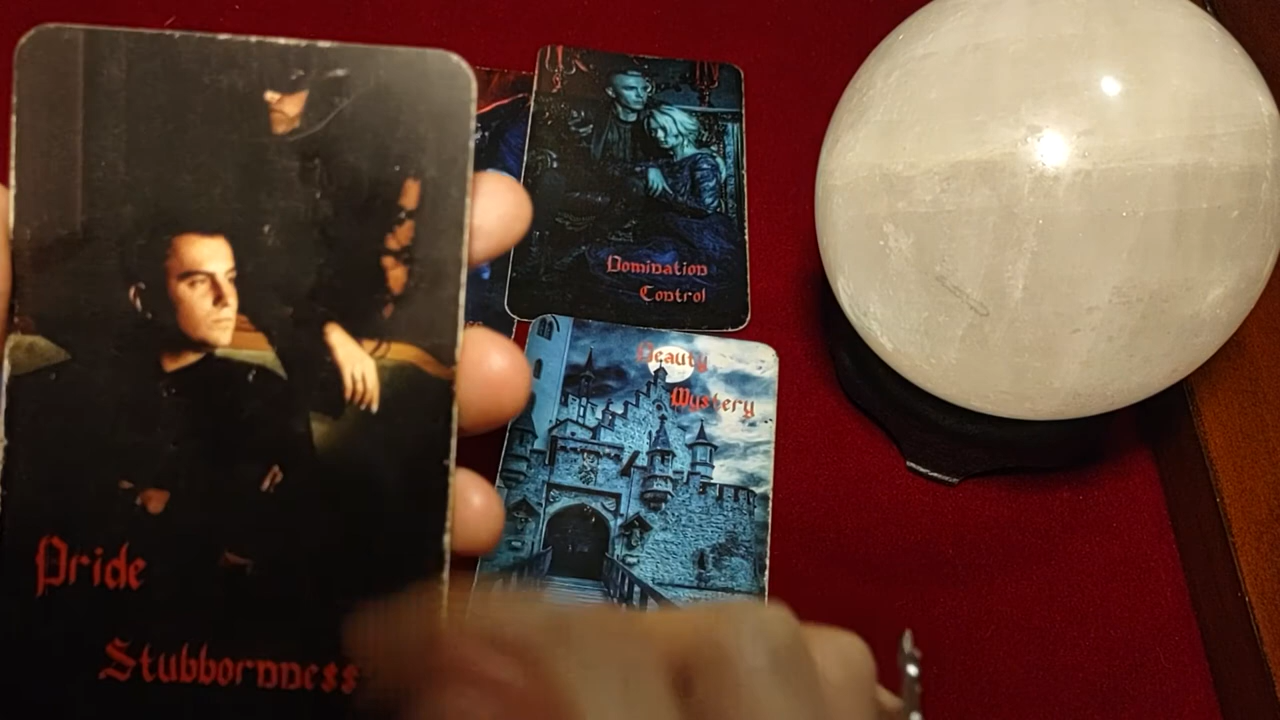 Pride
Stubbornness
Domination
Control
Beauty
Mystery